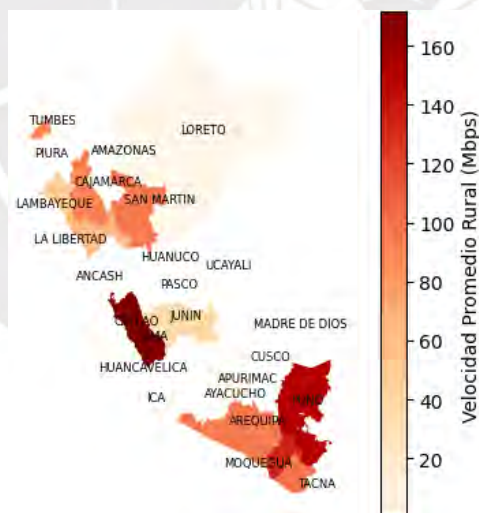 TUMBES
LORETO
PIURA
AMAZONAS
CAJAMARCA
LAMBAYEQUE
SAN MARTIN
LA LIBERTAD
HUANUCO
UCAYALI
ANCASH
PASCO
CALLAO
JUNIN
LIMA
MADRE DE DIOS
HUANCAVELICA
CUSCO
APURIMAC
ICA
AYACUCHO
PUNO
AREQUIPA
MOQUEGUA
TACNA
160
140
120
100
80
60
40
20
Velocidad Promedio Rural (Mbps)